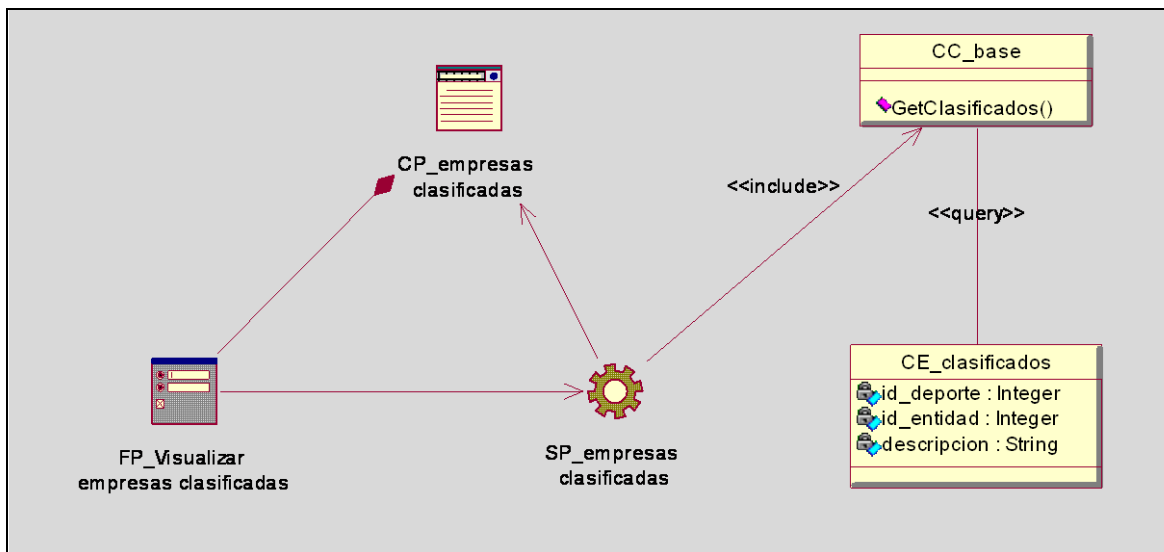 CC_base
GetClasificados()
CP_empresas
clasificadas
<<include>>
<<query>>
CE_clasificados
id_deporte : Integer
id_entidad : Integer
descripcion : String
FP_Visualizar
empresas clasificadas
SP_empresas
clasificadas